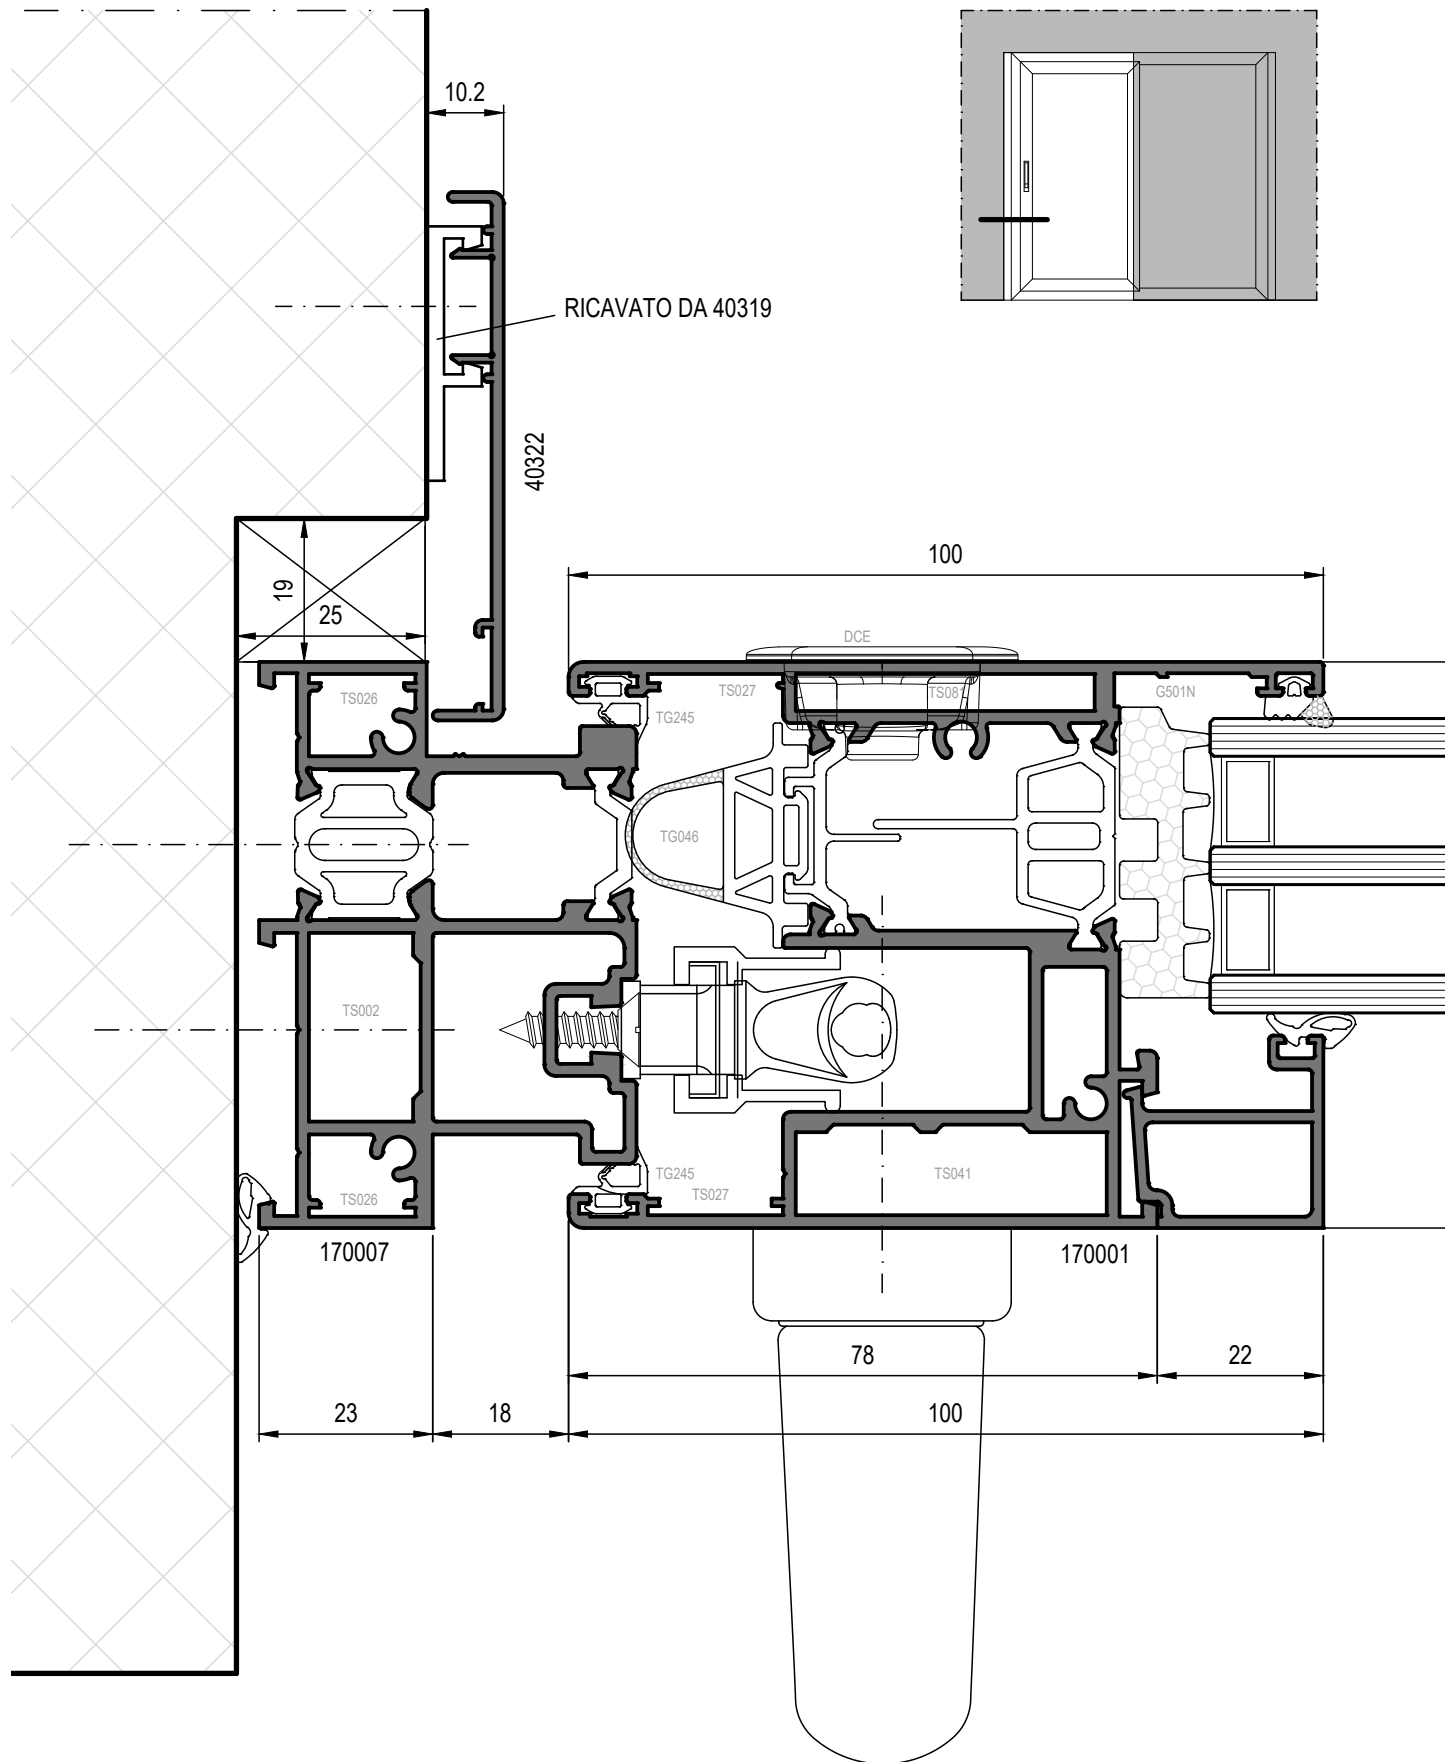 10.2
RICAVATO DA 40319
40322
100
19
25
DCE
TS026
TS027
TS081
G501N
TG245
TG046
TS002
TG245
TS027
TS041
TS026
170007
170001
78
22
23
18
100